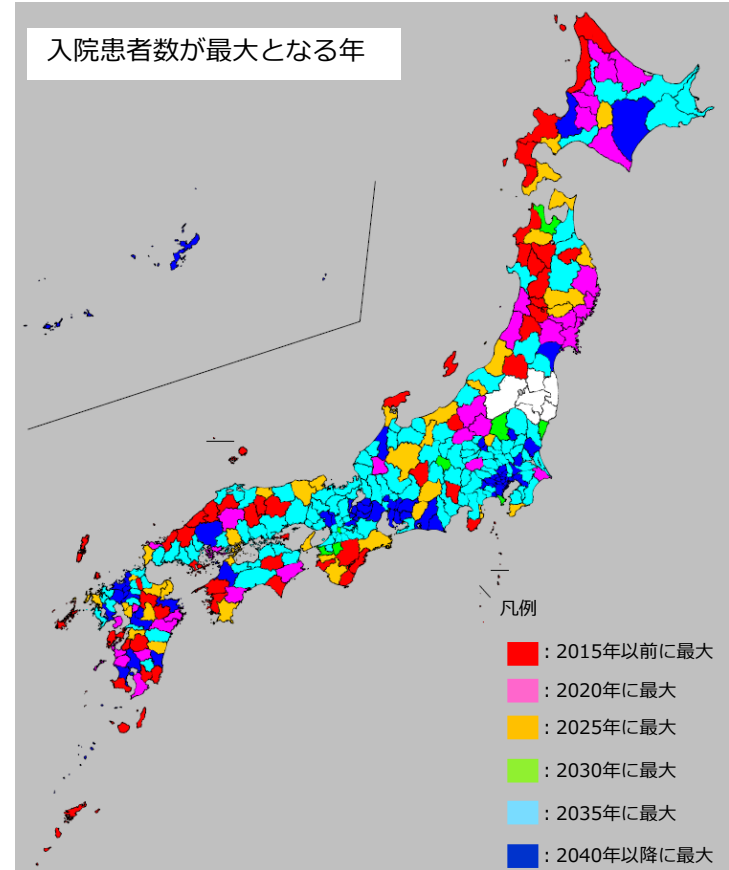 入院患者数が最大となる年
凡例
：2015年以前に最大
：2020年に最大
：2025年に最大
：2030年に最大
：2035年に最大
：2040年以降に最大